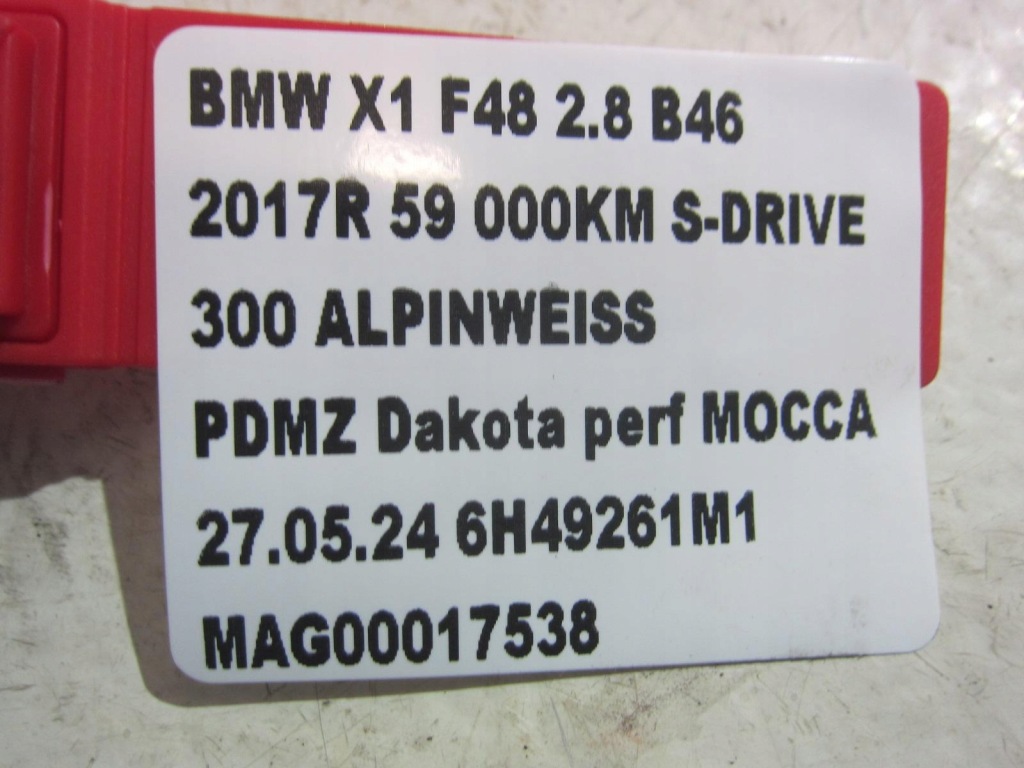 BMW X1 F48 2.8 B46
2017R 59 000KM S-DRIVE
300 ALPINWEISS
PDMZ Dakota perf MOCCA
27.05.24 6H49261M1
MAG00017538